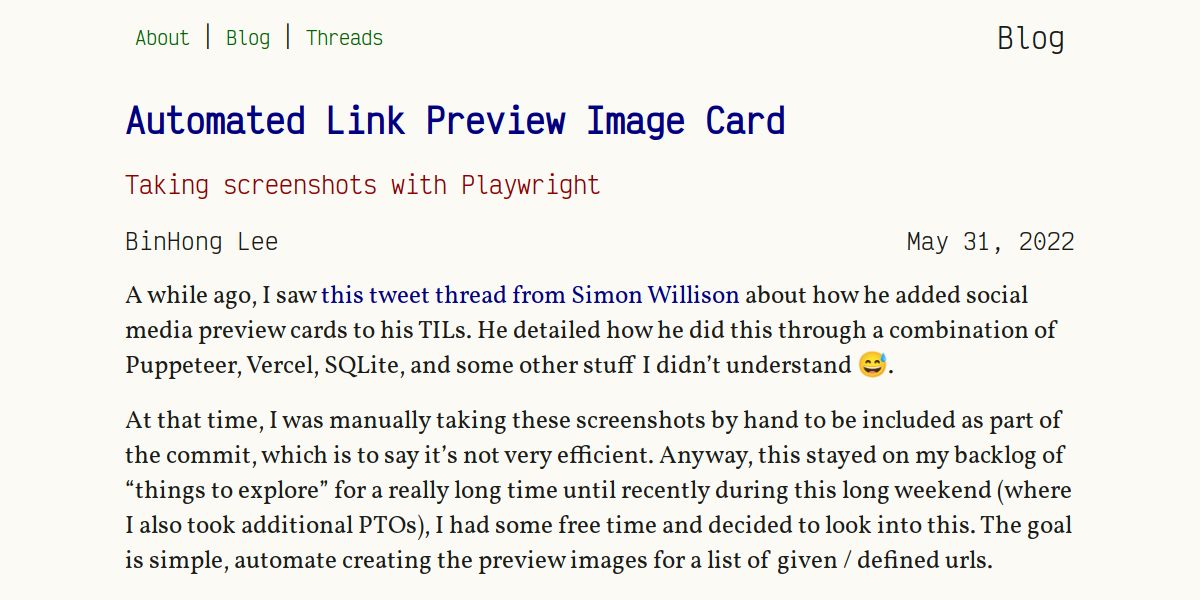 About | Blog | Threads Blog
Automated Link Preview Image Card
Taking screenshots with Playwright
BinHong Lee May 31, 2022
A while ago, I saw this tweet thread from Simon Willison about how he added social
media preview cards to his TILs. He detailed how he did this through a combination of
Puppeteer, Vercel, SQLite, and some other stuff I didn’t understand 😅.
At that time, I was manually taking these screenshots by hand to be included as part of
the commit, which is to say it’s not very efficient. Anyway, this stayed on my backlog of
“things to explore” for a really long time until recently during this long weekend (where
I also took additional PTOs), I had some free time and decided to look into this. The goal
is simple, automate creating the preview images for a list of given / defined urls.